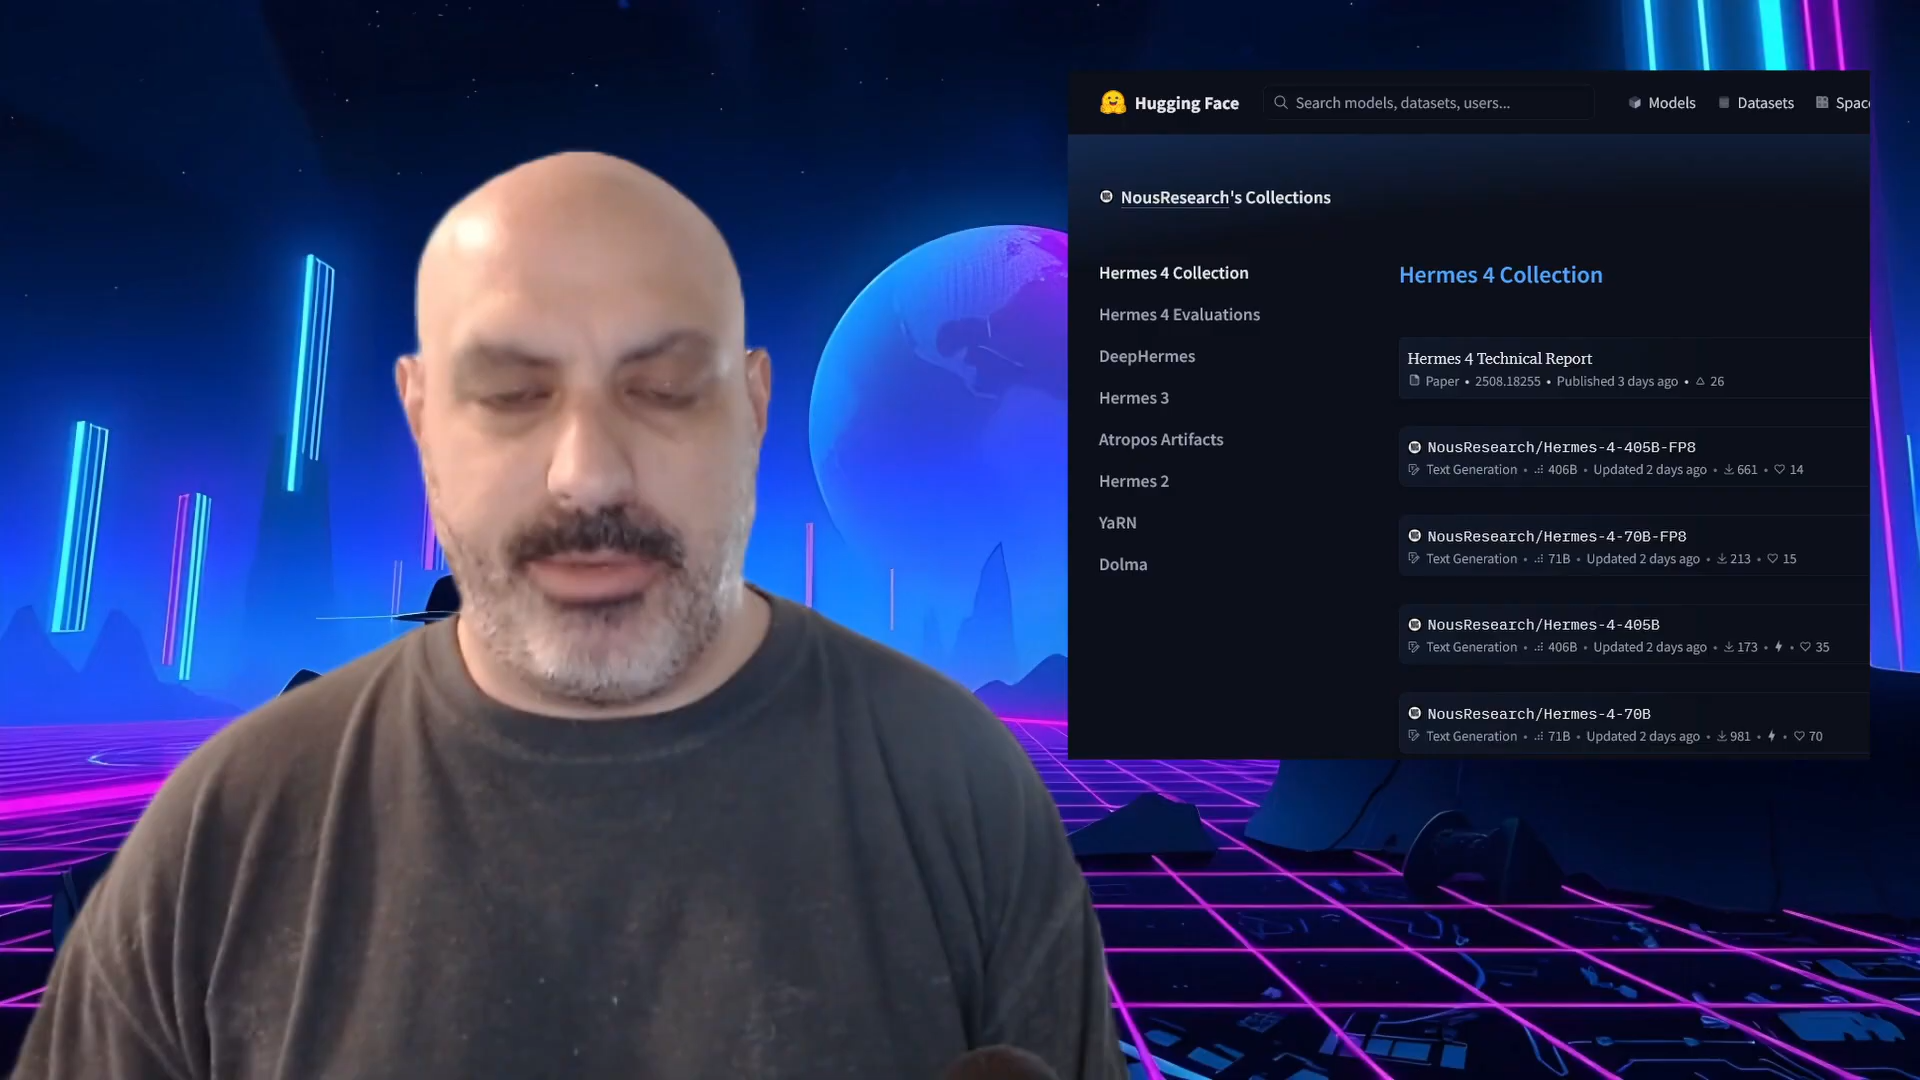 Hugging Face
Search models, datasets, users...
Models
Datasets
Spac
NousResearch's Collections
Hermes 4 Collection
Hermes 4 Evaluations
DeepHermes
Hermes 3
Atropos Artifacts
Hermes 2
YaRN
Dolma
Hermes 4 Collection
Hermes 4 Technical Report
Paper • 2508.18255 • Published 3 days ago • 26
NousResearch/Hermes-4-405B-FP8
Text Generation • 406B • Updated 2 days ago • 661 • 14
NousResearch/Hermes-4-70B-FP8
Text Generation • 71B • Updated 2 days ago • 213 • 15
NousResearch/Hermes-4-405B
Text Generation • 406B • Updated 2 days ago • 173 • • 35
NousResearch/Hermes-4-70B
Text Generation • 71B • Updated 2 days ago • 981 • • 70